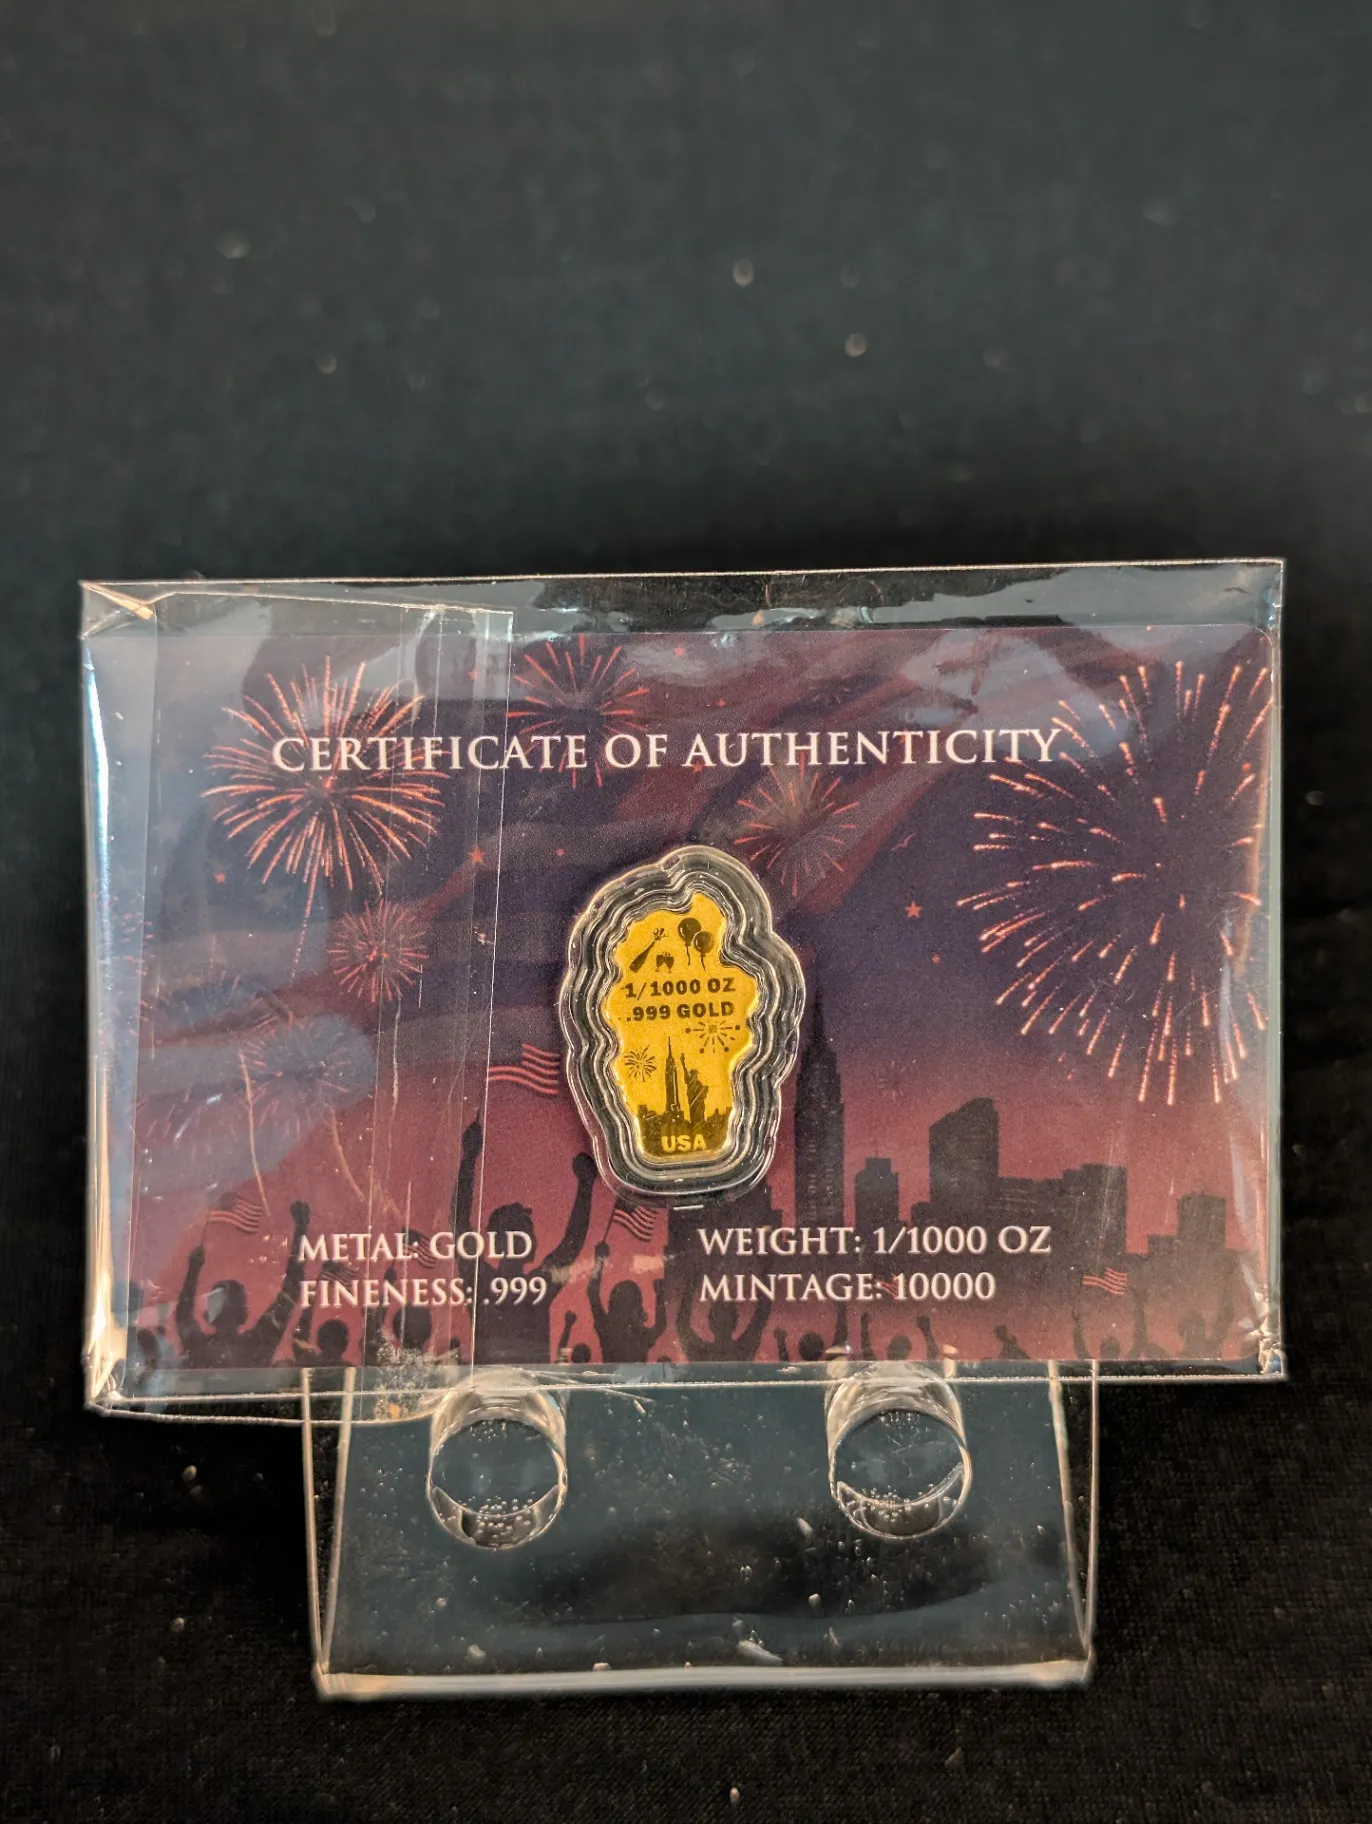 CERTIFICATE OF AUTHENTICITY
1/1000 OZ
.999 GOLD
USA
METAL: GOLD
FINENESS: .999
WEIGHT: 1/1000 OZ
MINTAGE: 10000